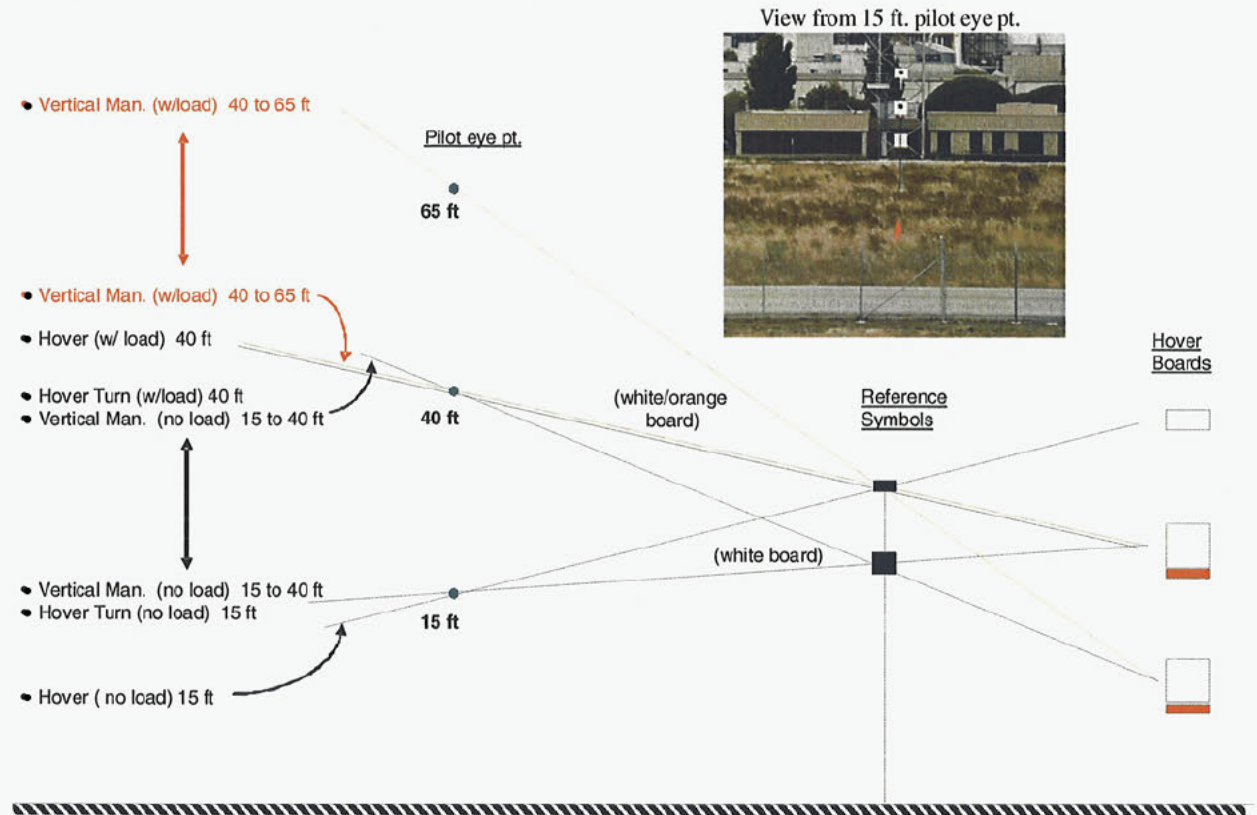 View from 15 ft. pilot eye pt.
Vertical Man. (w/load) 40 to 65 ft
Pilot eye pt.
65 ft
Vertical Man. (w/load) 40 to 65 ft
Hover (w/ load) 40 ft
Hover Turn (w/load) 40 ft
Vertical Man. (no load) 15 to 40 ft
40 ft
(white/orange
board)
Reference
Symbols
Hover
Boards
(white board)
Vertical Man. (no load) 15 to 40 ft
Hover Turn (no load) 15 ft
15 ft
Hover ( no load) 15 ft